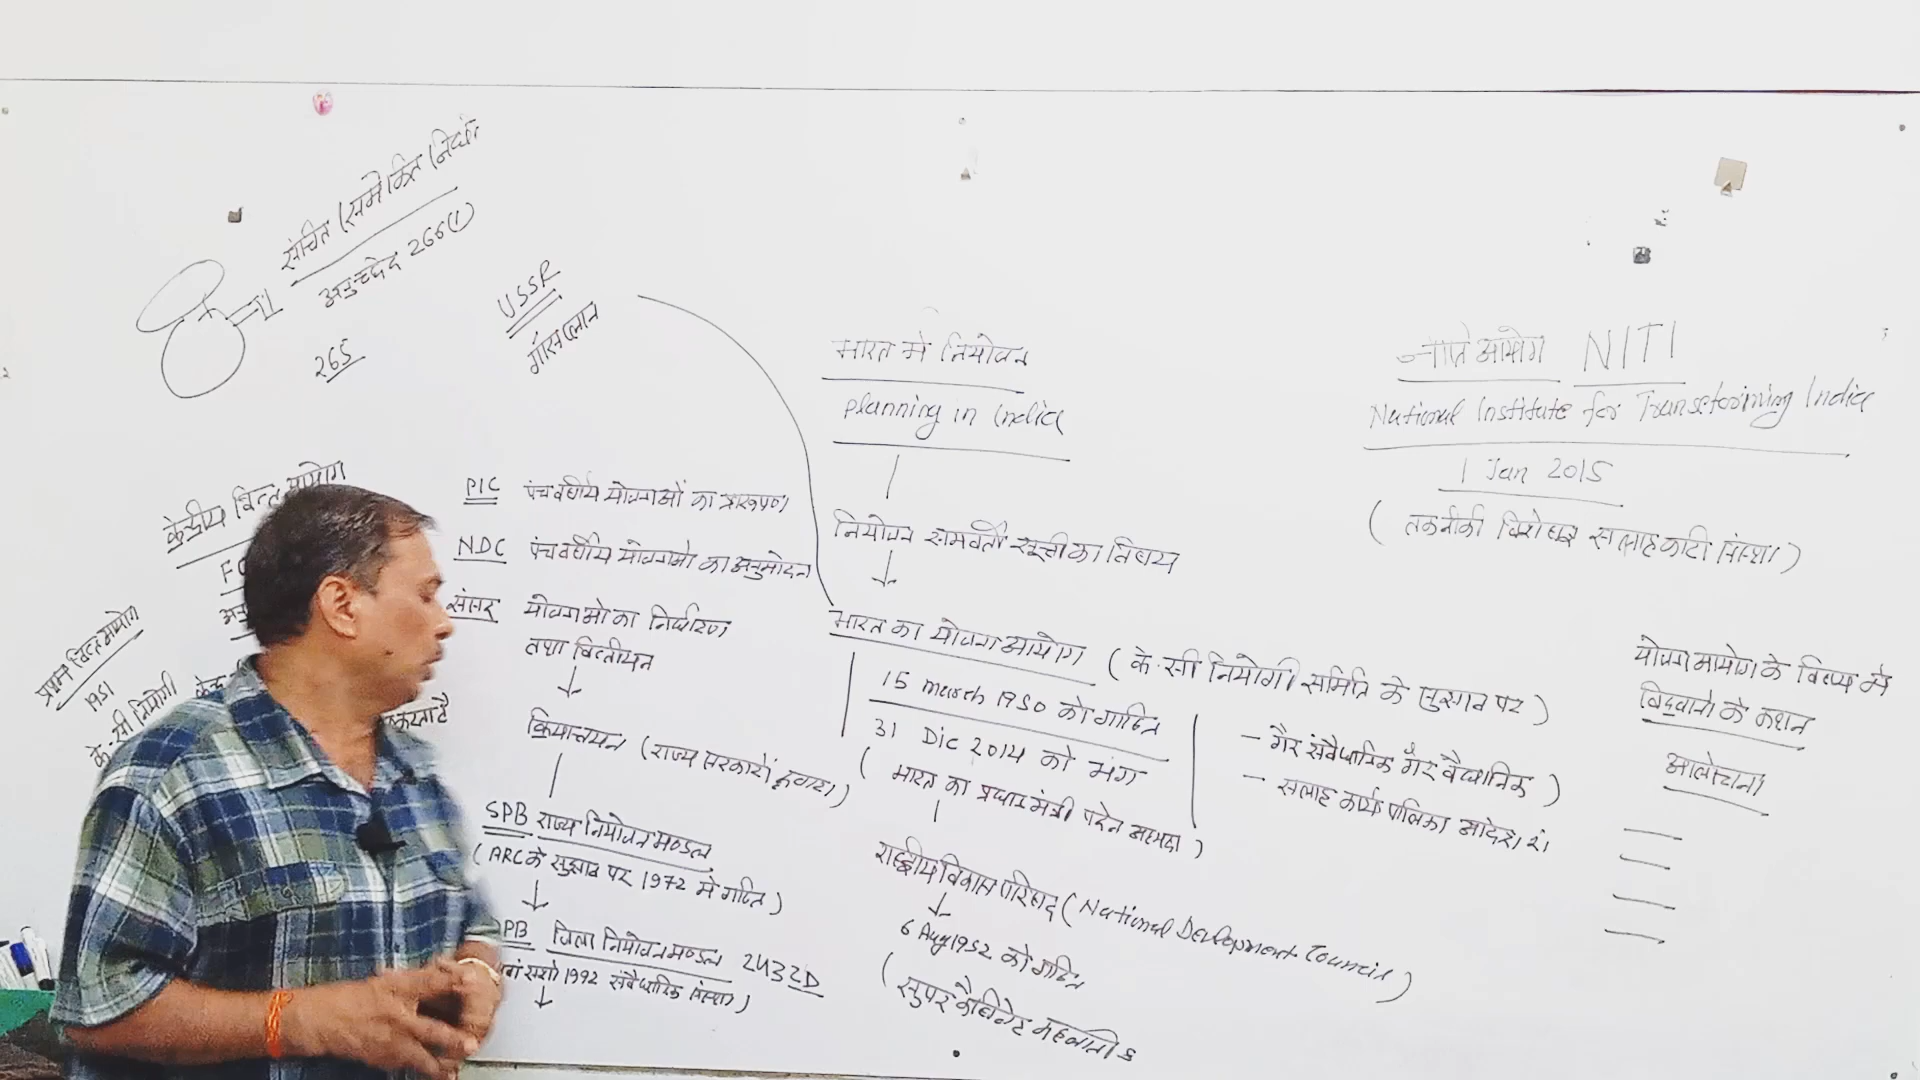 संचित (समेकित निधि)
अनुच्छेद 266(1)
265
USSR
गॉसप्लान
केन्द्रीय वित्त आयोग
प्रथम वित्त आयोग
1951
के.सी नियोगी
PIC पंचवर्षीय योजनाओं का प्रारूपण
NDC पंचवर्षीय योजनाओं का अनुमोदन
संसद योजनाओं का निर्धारण
तथा वित्तीयन
क्रियान्वयन (राज्य सरकारों द्वारा)
SPB राज्य नियोजन मण्डल
(ARC के सुझाव पर 1972 में गठित)
PB जिला नियोजन मण्डल 243ZD
1992 संवैधानिक संस्था)
भारत में नियोजन
Planning in India
नियोजन समवर्ती सूची का विषय
भारत का योजना आयोग (के.सी नियोगी समिति के सुझाव पर)
15 march 1950 को गठित
31 Dic 2014 को भंग
(भारत का प्रधानमंत्री पदेन अध्यक्ष)
- गैर संवैधानिक गैर वैधानिक)
- सलाह कार्यपालिका आदेश से
राष्ट्रीय विकास परिषद (National Development Council)
6 Aug 1952 को गठित
(सुपर कैबिनेट
नीति आयोग NITI
National Institute for Transforming India
1 Jan 2015
(तकनीकी विशेषज्ञ सलाहकारी संस्था)
योजना आयोग के विषय में
विद्वानों के कथन
आलोचना